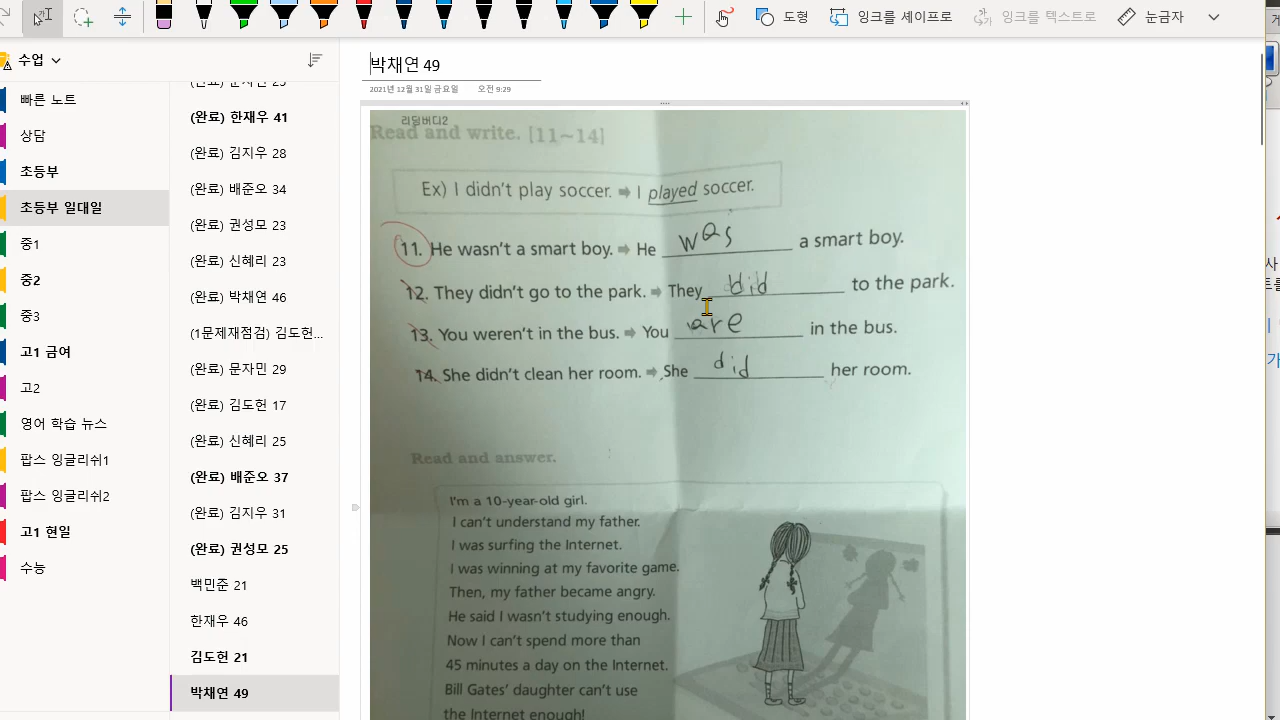 도형
잉크를 셰이프로
잉크를 텍스트로
눈금자
수업
빠른 노트
상담
초등부
초등부 일대일
중1
중2
중3
고1 금여
고2
영어 학습 뉴스
팝스 잉글리쉬1
팝스 잉글리쉬2
고1 현일
수능
(완료) 한재우 41
(완료) 김지우 28
(완료) 배준오 34
(완료) 권성모 23
(완료) 신혜리 23
(완료) 박채연 46
(1문제재점검) 김도헌...
(완료) 문자민 29
(완료) 김도헌 17
(완료) 신혜리 25
(완료) 배준오 37
(완료) 김지우 31
(완료) 권성모 25
백민준 21
한재우 46
김도헌 21
박채연 49
박채연 49
2021년 12월 31일 금요일 오전 9:29
리딩버디2
Read and write. [11~14]
Ex) I didn't play soccer. ➡ I played soccer.
11. He wasn't a smart boy. ➡ He was a smart boy.
12. They didn't go to the park. ➡ They did to the park.
13. You weren't in the bus. ➡ You are in the bus.
14. She didn't clean her room. ➡ She did her room.
Read and answer.
I'm a 10-year-old girl.
I can't understand my father.
I was surfing the Internet.
I was winning at my favorite game.
Then, my father became angry.
He said I wasn't studying enough.
Now I can't spend more than
45 minutes a day on the Internet.
Bill Gates' daughter can't use
the Internet enough!